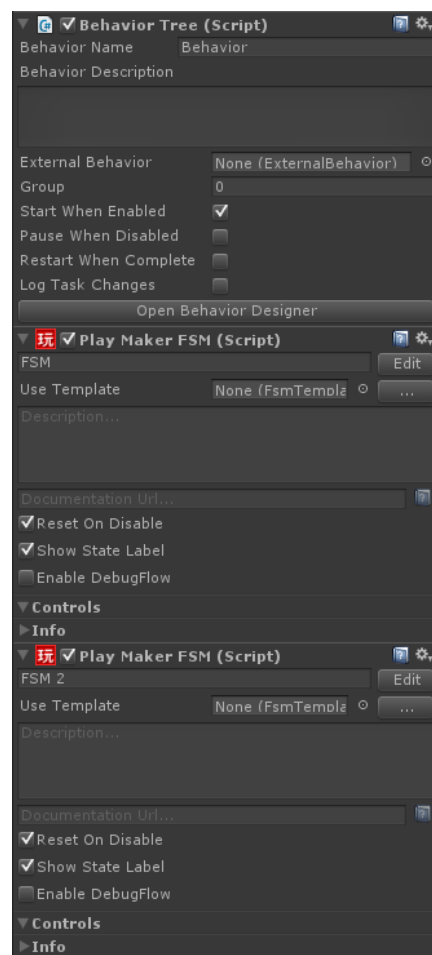 Behavior Tree (Script)
Behavior Name Behavior
Behavior Description
External Behavior None (ExternalBehavior)
Group 0
Start When Enabled
Pause When Disabled
Restart When Complete
Log Task Changes
Open Behavior Designer
玩 Play Maker FSM (Script)
FSM Edit
Use Template None (FsmTempla ...
Description...
Documentation Url...
Reset On Disable
Show State Label
Enable DebugFlow
Controls
Info
玩 Play Maker FSM (Script)
FSM 2 Edit
Use Template None (FsmTempla ...
Description...
Documentation Url...
Reset On Disable
Show State Label
Enable DebugFlow
Controls
Info